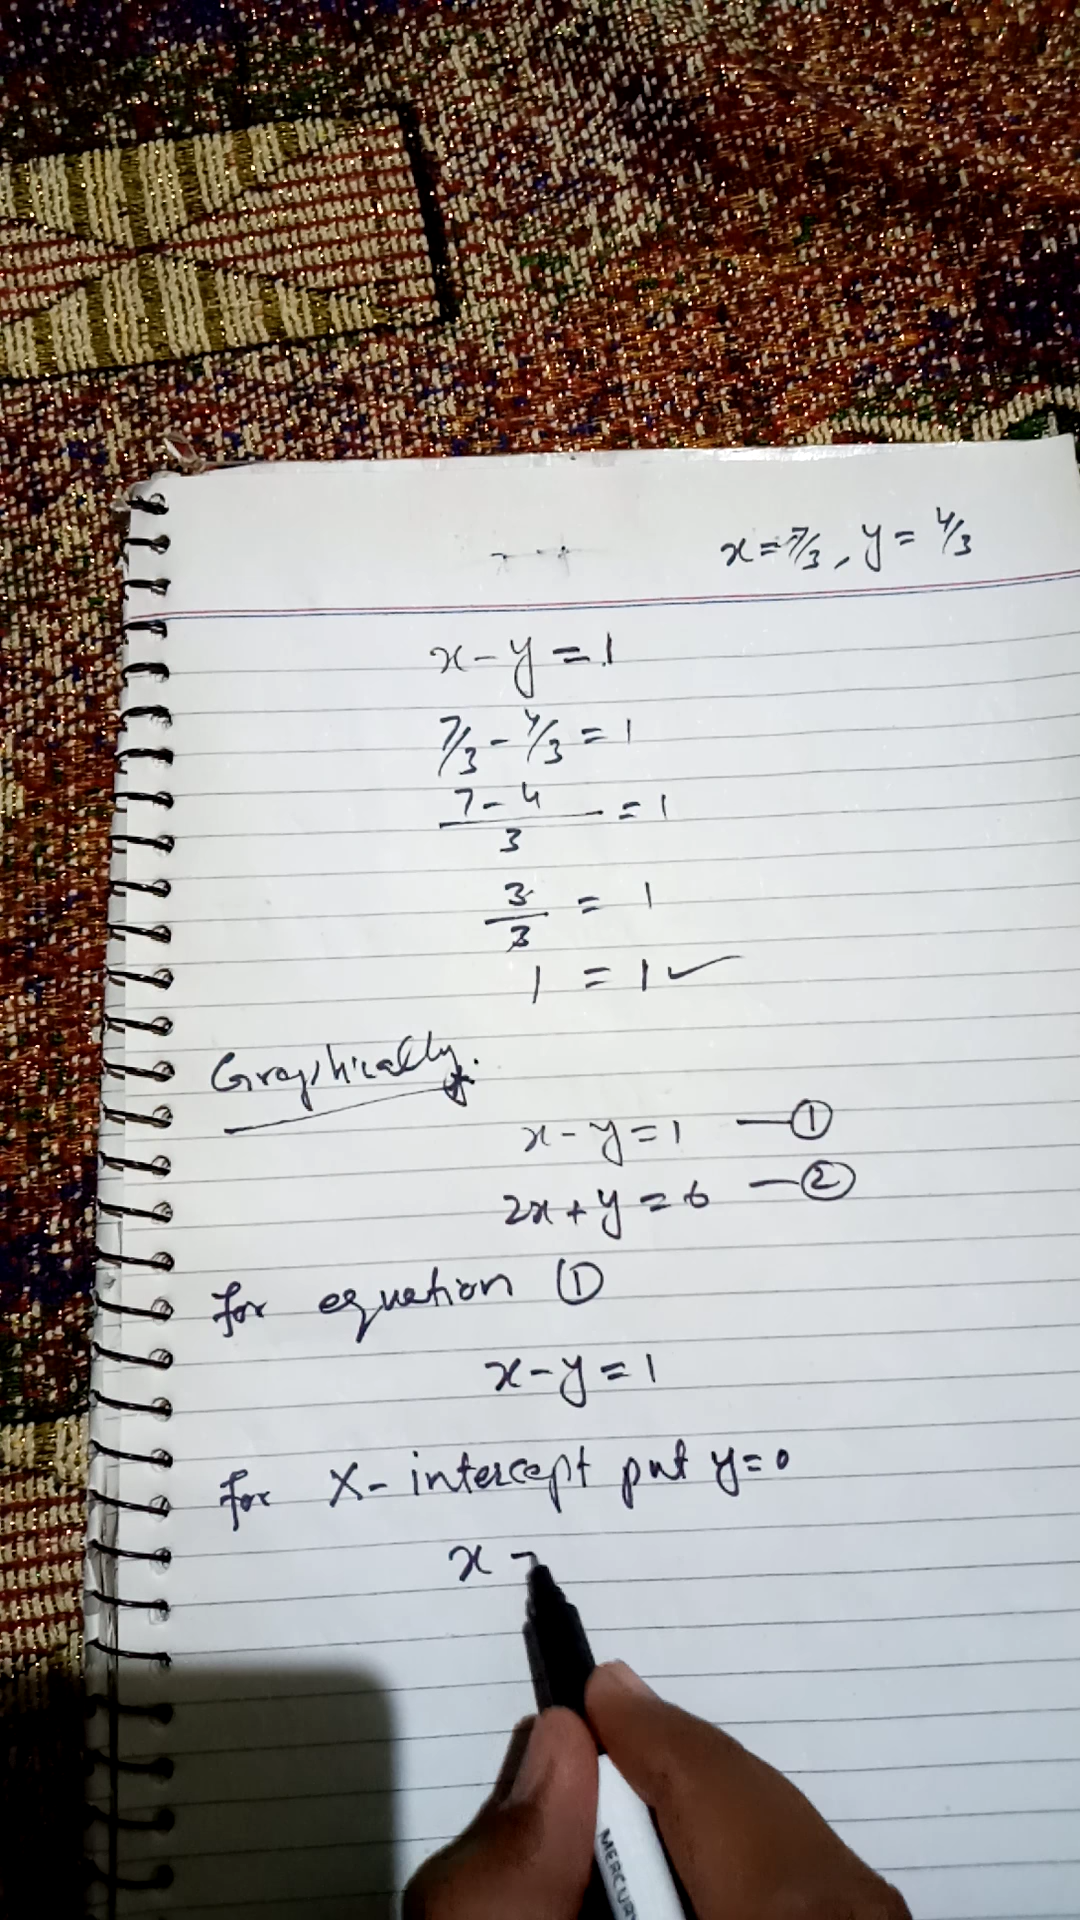 x = 7/3, y = 4/3
x - y = 1
7/3 - 4/3 = 1
7 - 4 / 3 = 1
3/3 = 1
1 = 1 ✓
Graphically.
x - y = 1 — ①
2x + y = 6 — ②
for equation ①
x - y = 1
for X-intercept put y = 0
x -
MERCURY